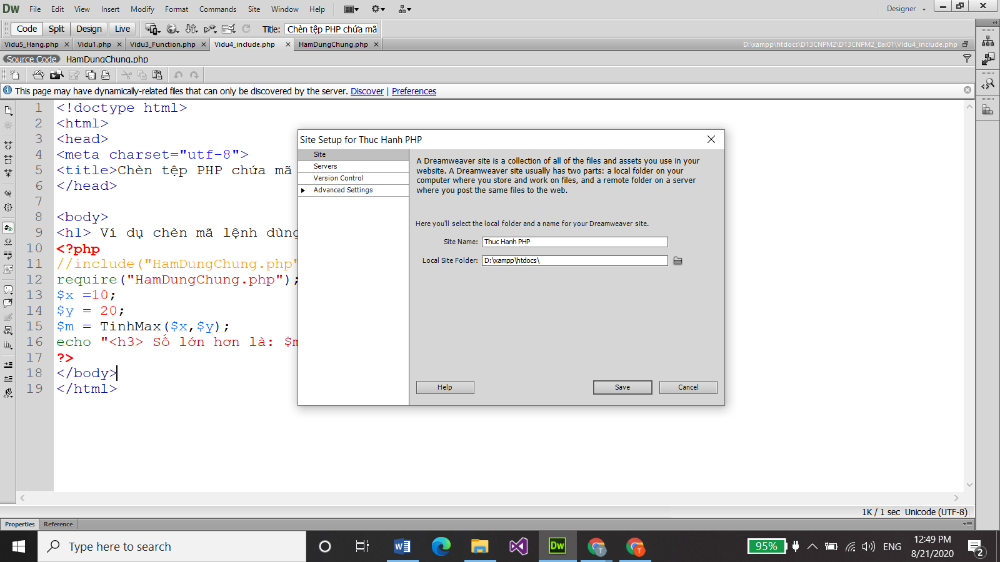 Dw File Edit View Insert Modify Format Commands Site Window Help Designer
Code Split Design Live Title: Chèn tệp PHP chứa mã
Vidu5_Hang.php Vidu1.php Vidu3_Function.php Vidu4_include.php HamDungChung.php D:\xampp\htdocs\D13CNPM2\D13CNPM2_Bai01\Vidu4_include.php
Source Code HamDungChung.php
This page may have dynamically-related files that can only be discovered by the server. Discover | Preferences
1 <!doctype html>
2 <html>
3 <head>
4 <meta charset="utf-8">
5 <title>Chèn tệp PHP chứa mã
6 </head>
7
8 <body>
9 <h1> Ví dụ chèn mã lệnh dùng
10 <?php
11 //include("HamDungChung.php"
12 require("HamDungChung.php");
13 $x =10;
14 $y = 20;
15 $m = TinhMax($x,$y);
16 echo "<h3> Số lớn hơn là: $m
17 ?>
18 </body>
19 </html>
Site Setup for Thuc Hanh PHP
Site
Servers
Version Control
Advanced Settings
A Dreamweaver site is a collection of all of the files and assets you use in your
website. A Dreamweaver site usually has two parts: a local folder on your
computer where you store and work on files, and a remote folder on a server
where you post the same files to the web.
Here you'll select the local folder and a name for your Dreamweaver site.
Site Name: Thuc Hanh PHP
Local Site Folder: D:\xampp\htdocs\
Help Save Cancel
1K / 1 sec Unicode (UTF-8)
Properties Reference
Type here to search
95%
ENG
12:49 PM
8/21/2020
2